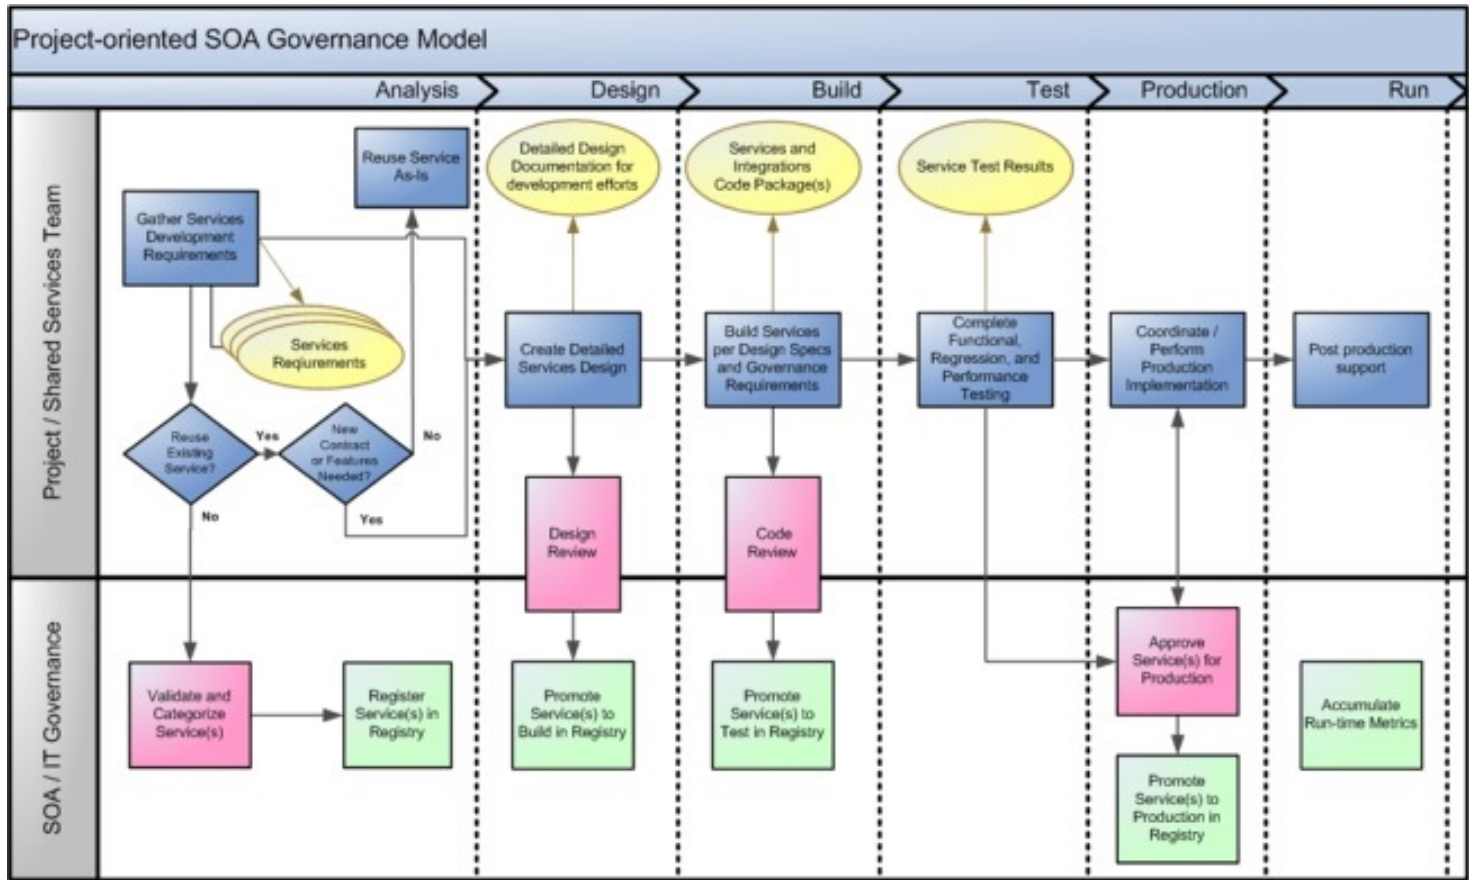 Project-oriented SOA Governance Model
Analysis
Design
Build
Test
Production
Run
Project / Shared Services Team
Reuse Service
As-Is
Detailed Design
Documentation for
development efforts
Services and
Integrations
Code Package(s)
Service Test Results
Gather Services
Development
Requirements
Services
Reqiurements
Create Detailed
Services Design
Build Services
per Design Specs
and Governance
Requirements
Complete
Functional,
Regression, and
Performance
Testing
Coordinate /
Perform
Production
Implementation
Post production
support
Reuse
Existing
Service?
Yes
New
Contract
or Features
Needed?
No
No
Yes
Design
Review
Code
Review
SOA / IT Governance
Validate and
Categorize
Service(s)
Register
Service(s) in
Registry
Promote
Service(s) to
Build in Registry
Promote
Service(s) to
Test in Registry
Approve
Service(s) for
Production
Promote
Service(s) to
Production in
Registry
Accumulate
Run-time Metrics